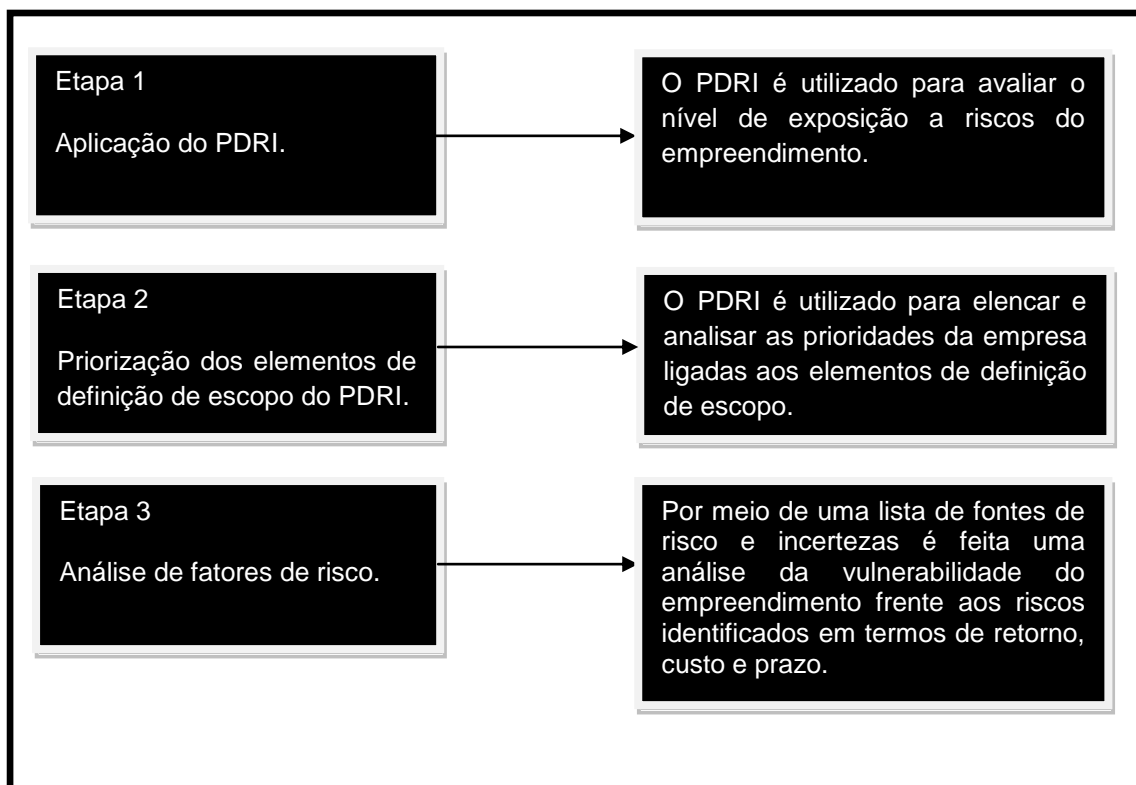 Etapa 1
Aplicação do PDRI.
O PDRI é utilizado para avaliar o
nível de exposição a riscos do
empreendimento.
Etapa 2
Priorização dos elementos de
definição de escopo do PDRI.
O PDRI é utilizado para elencar e
analisar as prioridades da empresa
ligadas aos elementos de definição
de escopo.
Etapa 3
Análise de fatores de risco.
Por meio de uma lista de fontes de
risco e incertezas é feita uma
análise da vulnerabilidade do
empreendimento frente aos riscos
identificados em termos de retorno,
custo e prazo.